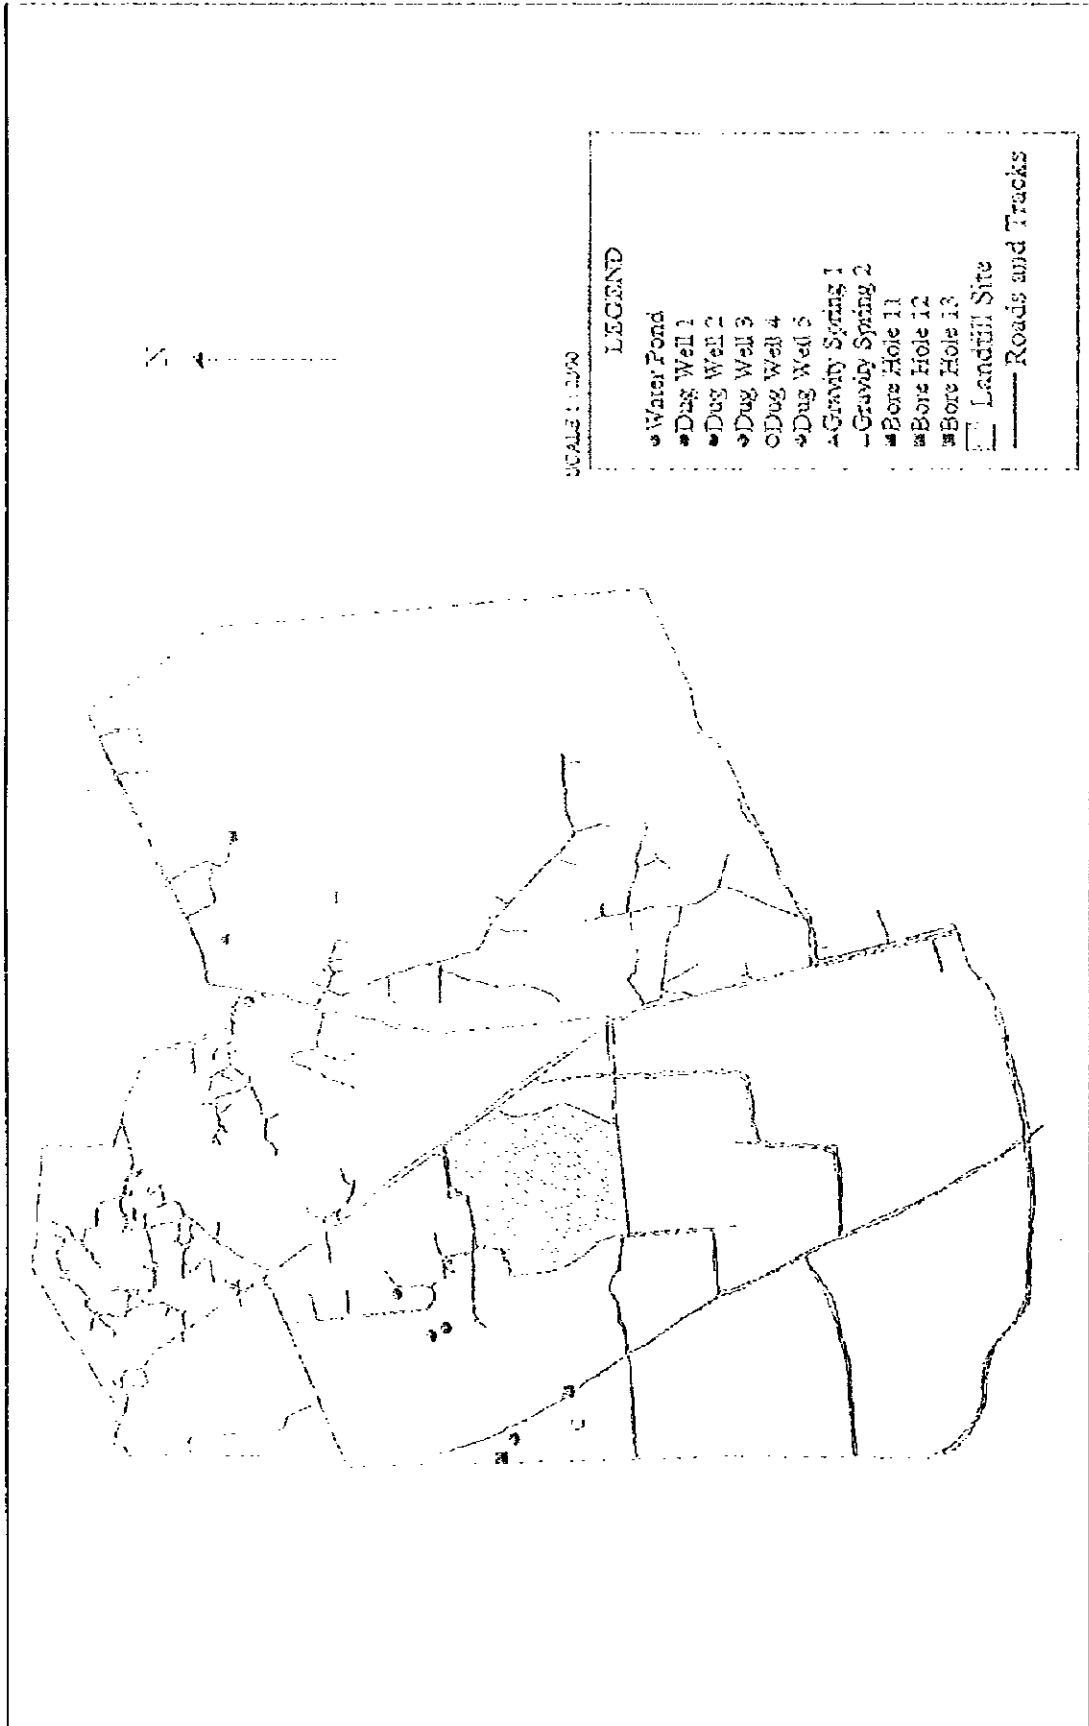 N
LEGEND
Water Pond
Dug Well 1
Dug Well 2
Dug Well 3
Dug Well 4
Dug Well 5
Gravity Spring 1
Gravity Spring 2
Bore Hole 11
Bore Hole 12
Bore Hole 13
Landfill Site
Roads and Tracks